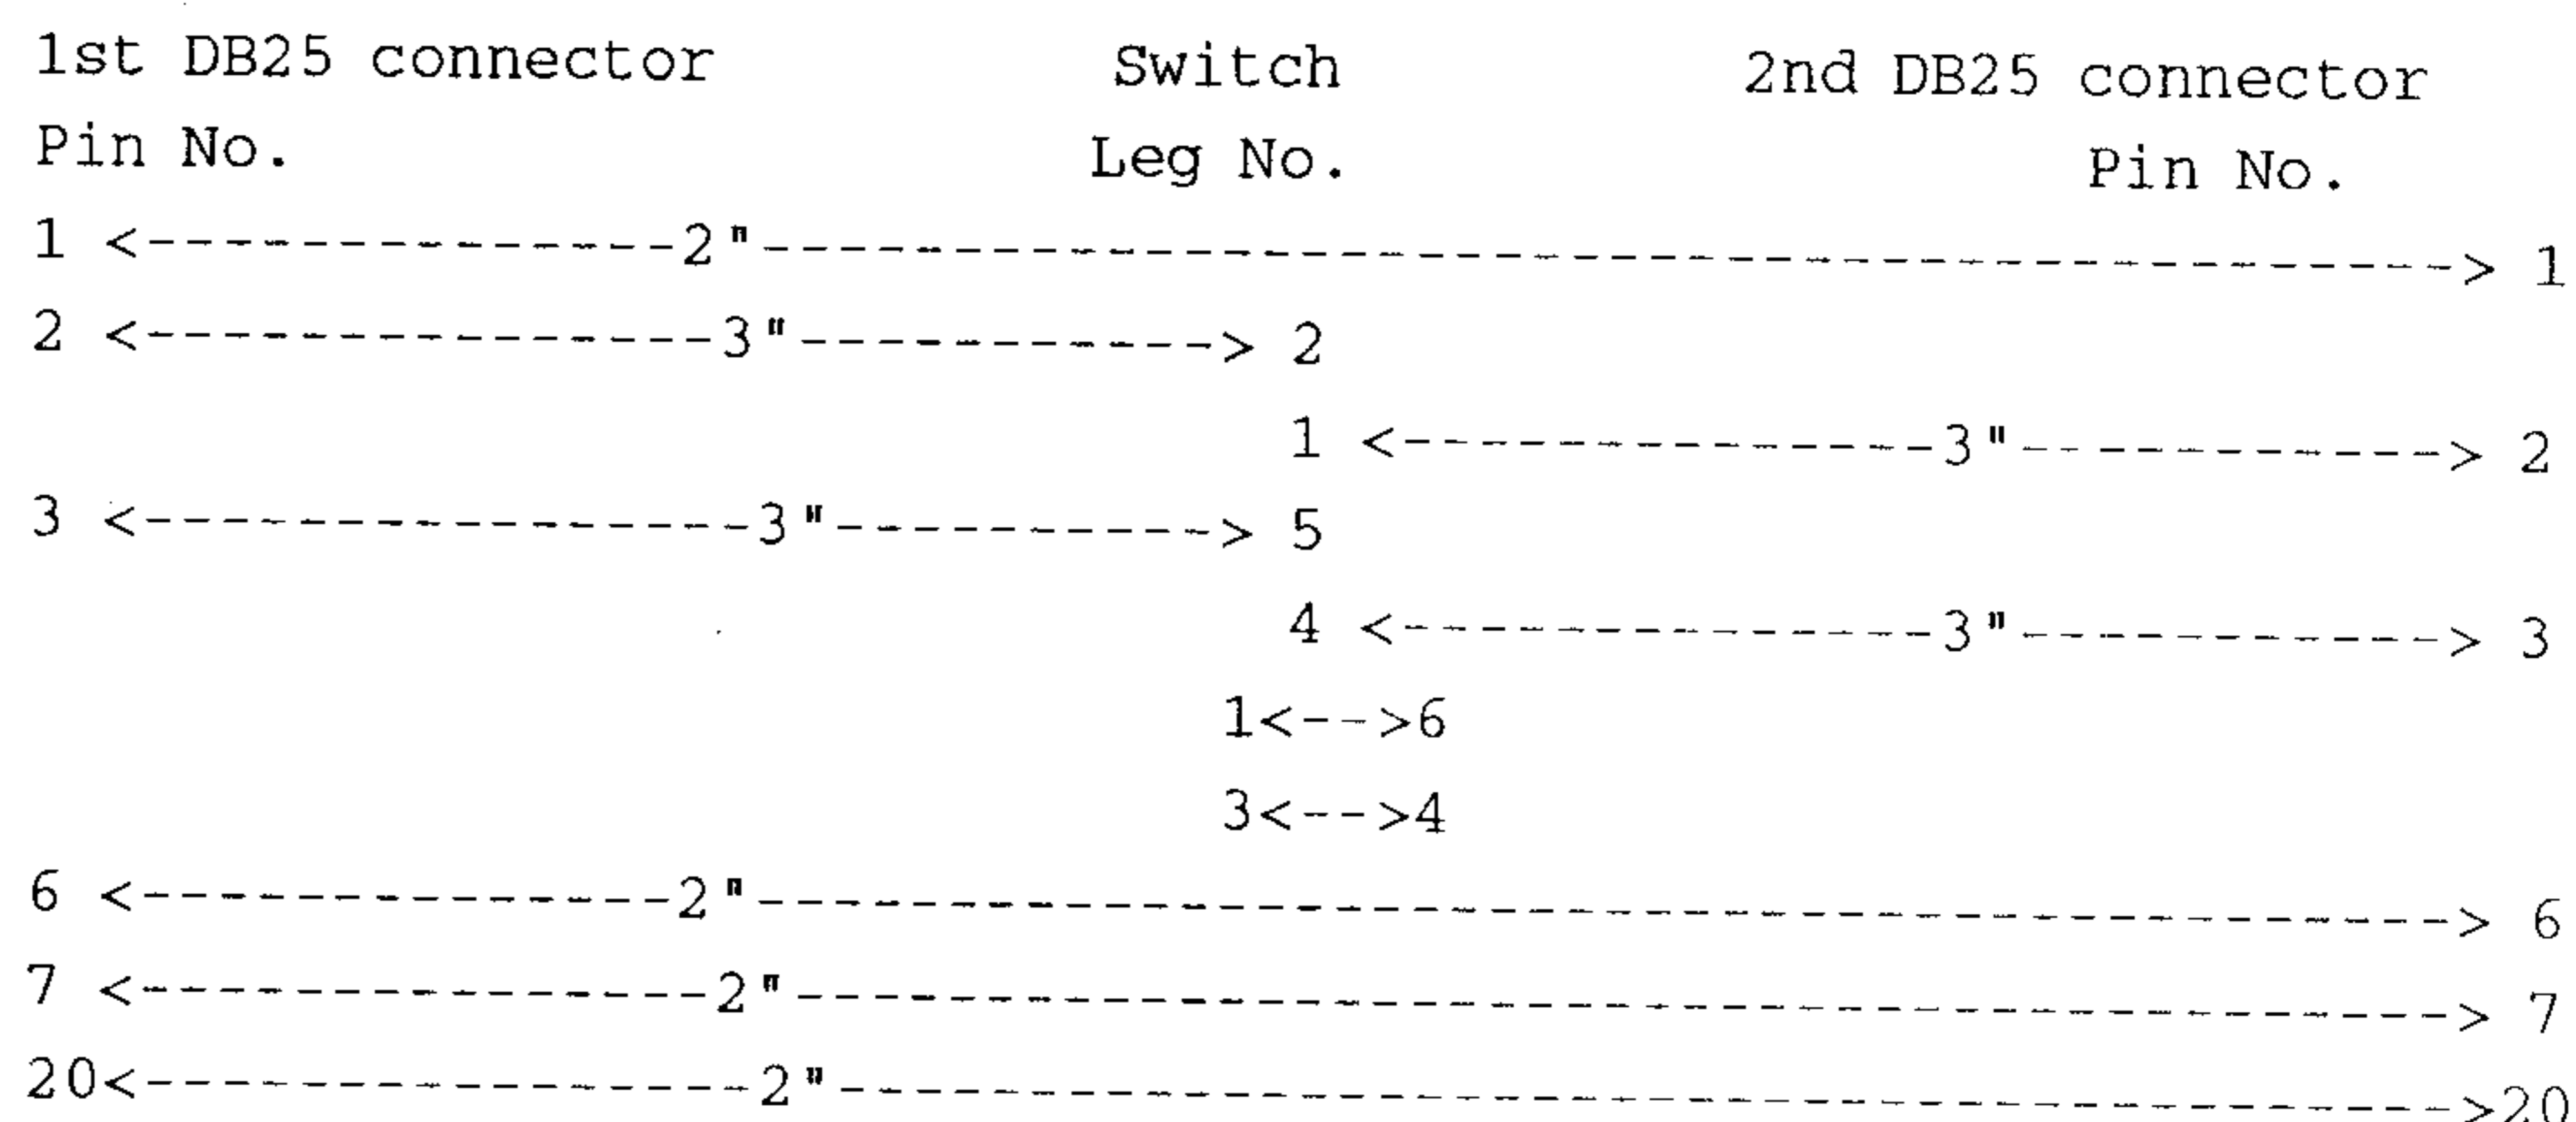 1st DB25 connector Switch 2nd DB25 connector
Pin No. Leg No. Pin No.
1 <--------------2"---------------------------------------------> 1
2 <---------------3"-----------> 2
1 <--------------3"-----------> 2
3 <----------------3"----------> 5
4 <--------------3"-----------> 3
1<-->6
3<-->4
6 <--------------2"---------------------------------------------> 6
7 <---------------2"--------------------------------------------> 7
20<----------------2"------------------------------------------->20